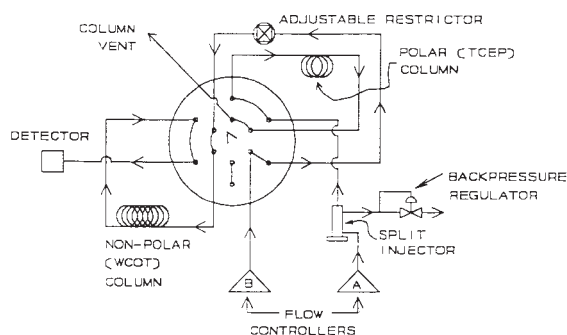 ADJUSTABLE RESTRICTOR
COLUMN
VENT
POLAR (TCEP)
COLUMN
DETECTOR
BACKPRESSURE
REGULATOR
NON-POLAR
(WCOT)
COLUMN
SPLIT
INJECTOR
B
A
FLOW
CONTROLLERS